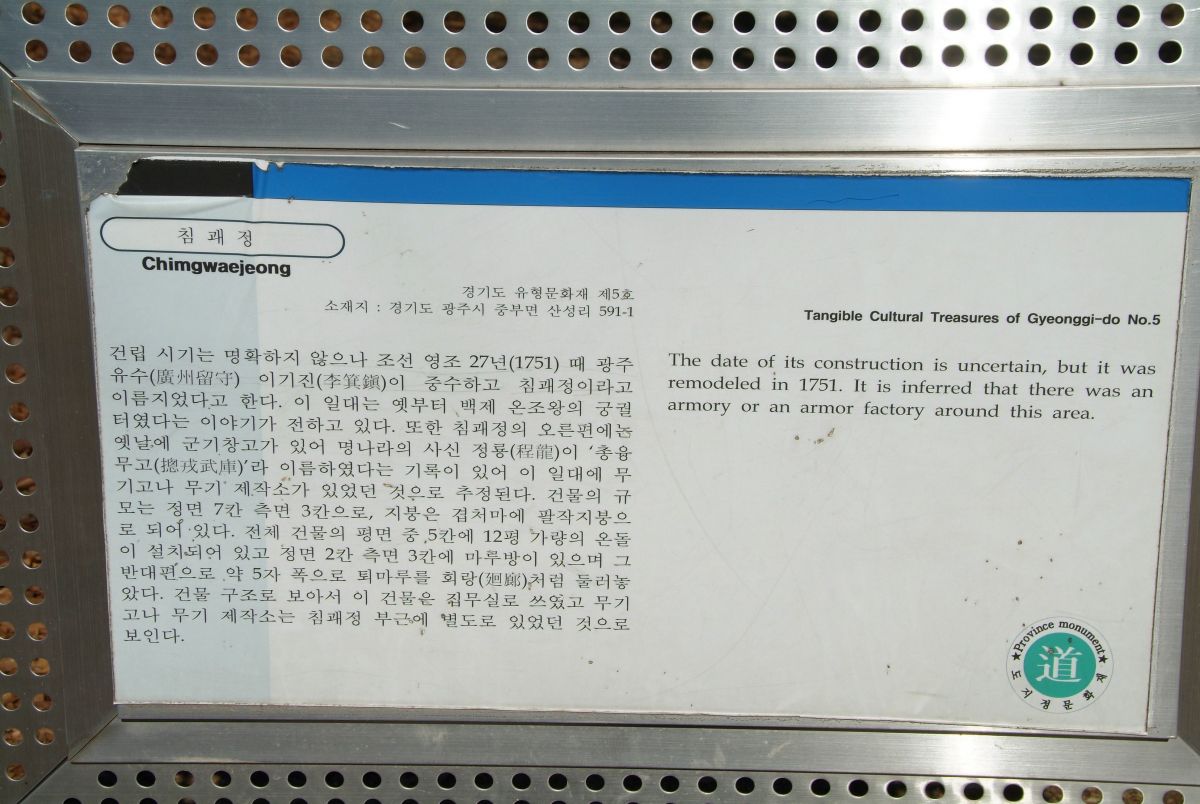 침괘정
Chimgwaejeong
경기도 유형문화재 제5호
소재지 : 경기도 광주시 중부면 산성리 591-1
건립 시기는 명확하지 않으나 조선 영조 27년(1751) 때 광주
유수(廣州留守) 이기진(李箕鎭)이 중수하고 침괘정이라고
이름지었다고 한다. 이 일대는 옛부터 백제 온조왕의 궁궐
터였다는 이야기가 전하고 있다. 또한 침괘정의 오른편에는
옛날에 군기창고가 있어 명나라의 사신 정룡(程龍)이 ‘총융
무고(摠戎武庫)’라 이름하였다는 기록이 있어 이 일대에 무
기고나 무기 제작소가 있었던 것으로 추정된다. 건물의 규
모는 정면 7칸 측면 3칸으로, 지붕은 겹처마에 팔작지붕으
로 되어 있다. 전체 건물의 평면 중 5칸에 12평 가량의 온돌
이 설치되어 있고 정면 2칸 측면 3칸에 마루방이 있으며 그
반대편으로 약 5자 폭으로 퇴마루를 회랑(廻廊)처럼 둘러놓
았다. 건물 구조로 보아서 이 건물은 집무실로 쓰였고 무기
고나 무기 제작소는 침괘정 부근에 별도로 있었던 것으로
보인다.
Tangible Cultural Treasures of Gyeonggi-do No.5
The date of its construction is uncertain, but it was
remodeled in 1751. It is inferred that there was an
armory or an armor factory around this area.
★Province monument★
道
도지정문화재